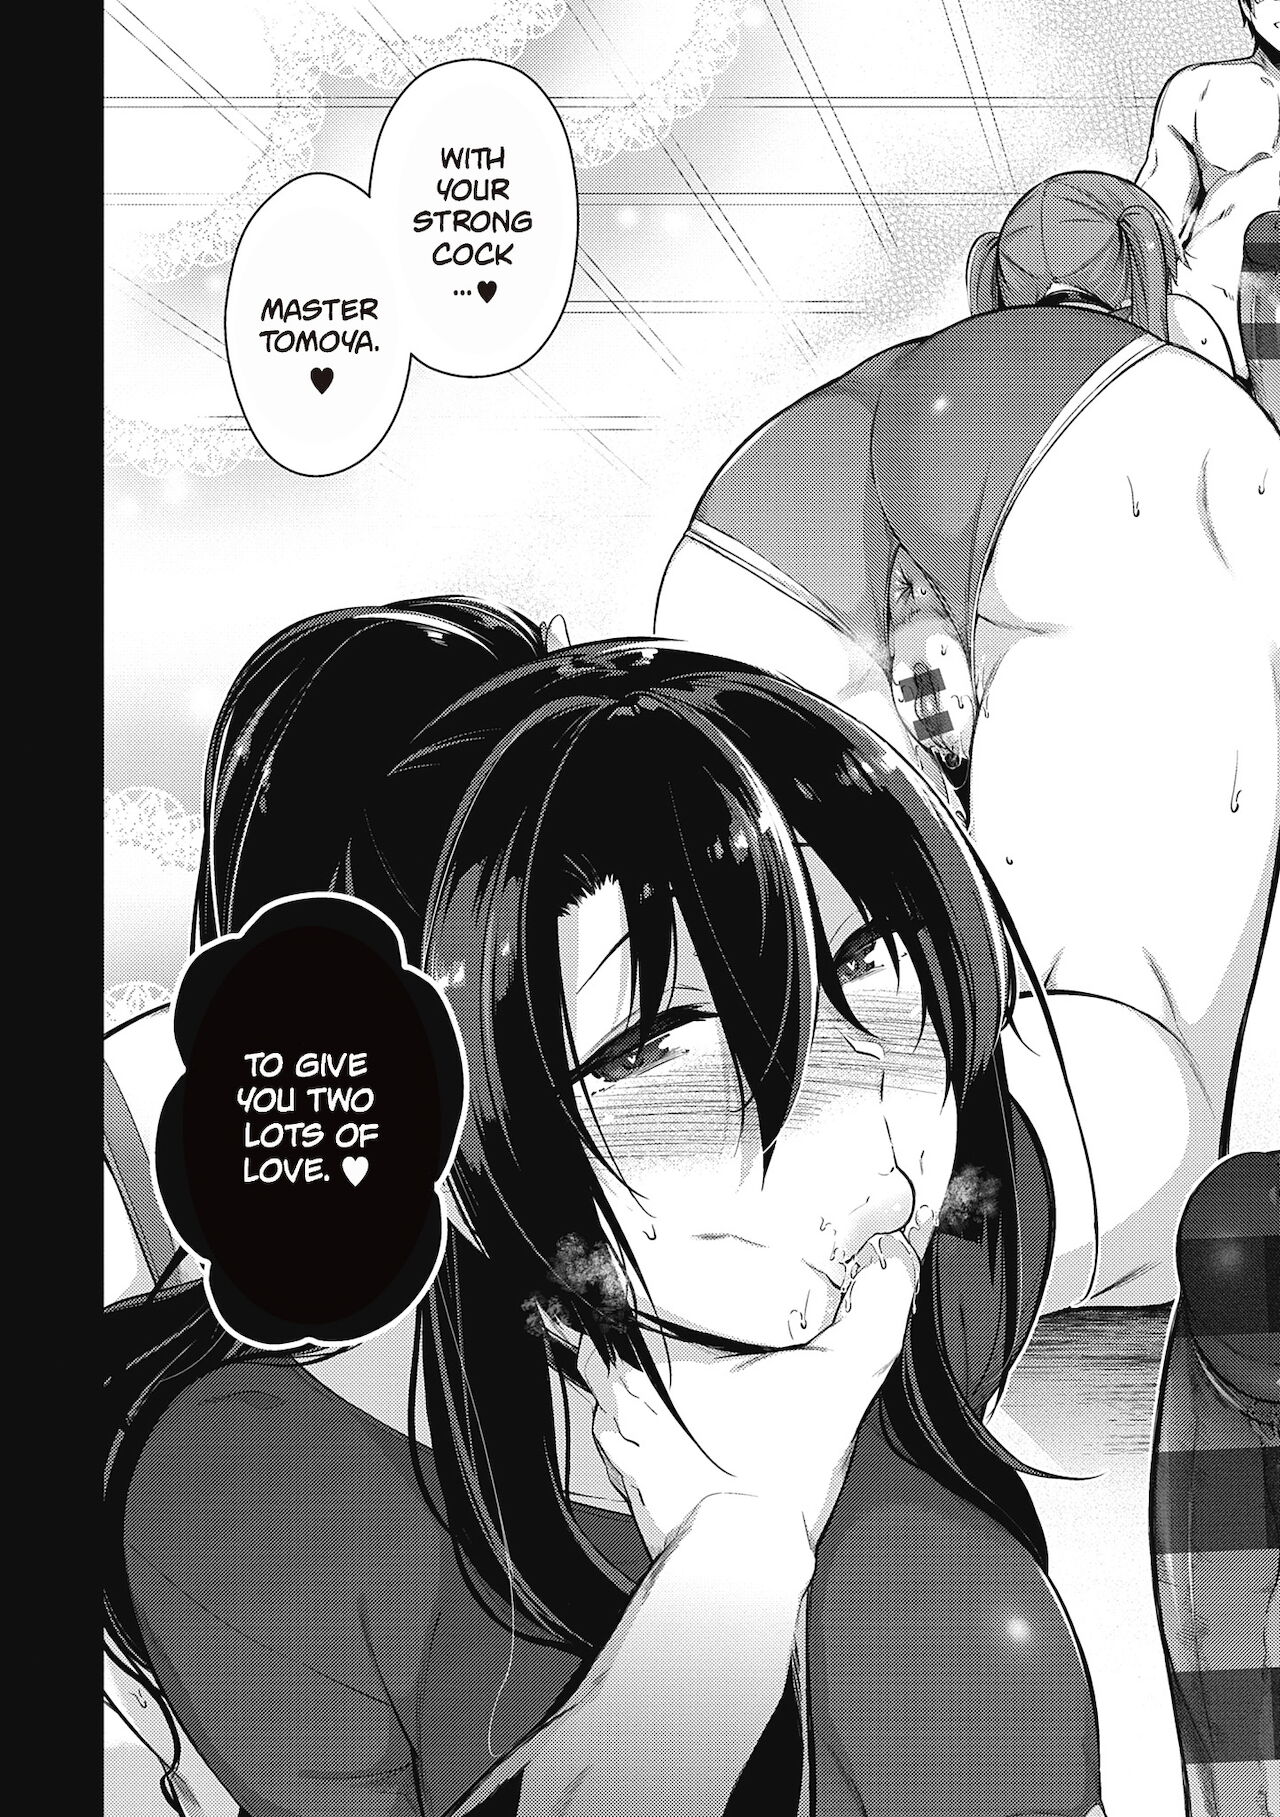 WITH
YOUR
STRONG
COCK
...♥
MASTER
TOMOYA.
♥
TO GIVE
YOU TWO
LOTS OF
LOVE. ♥